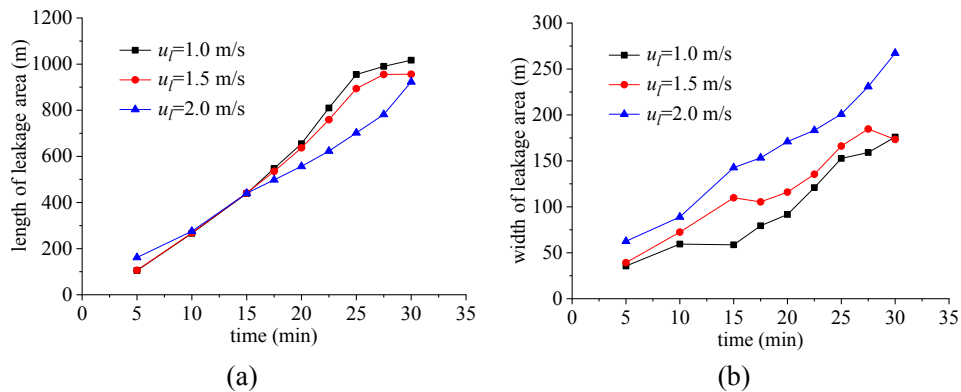 1200
1000
800
600
400
200
0
length of leakage area (m)
u_l=1.0 m/s
u_l=1.5 m/s
u_l=2.0 m/s
0 5 10 15 20 25 30 35
time (min)
(a)
300
250
200
150
100
50
0
width of leakage area (m)
u_l=1.0 m/s
u_l=1.5 m/s
u_l=2.0 m/s
0 5 10 15 20 25 30 35
time (min)
(b)